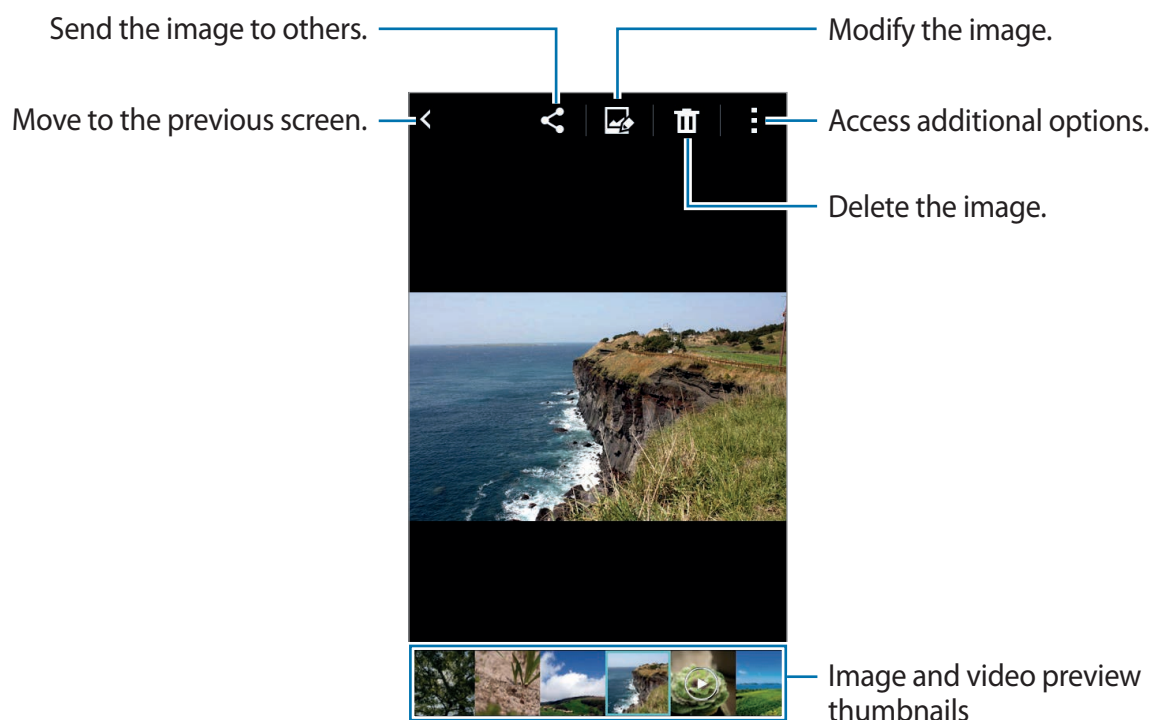 Send the image to others.
Modify the image.
Move to the previous screen.
Access additional options.
Delete the image.
Image and video preview
thumbnails